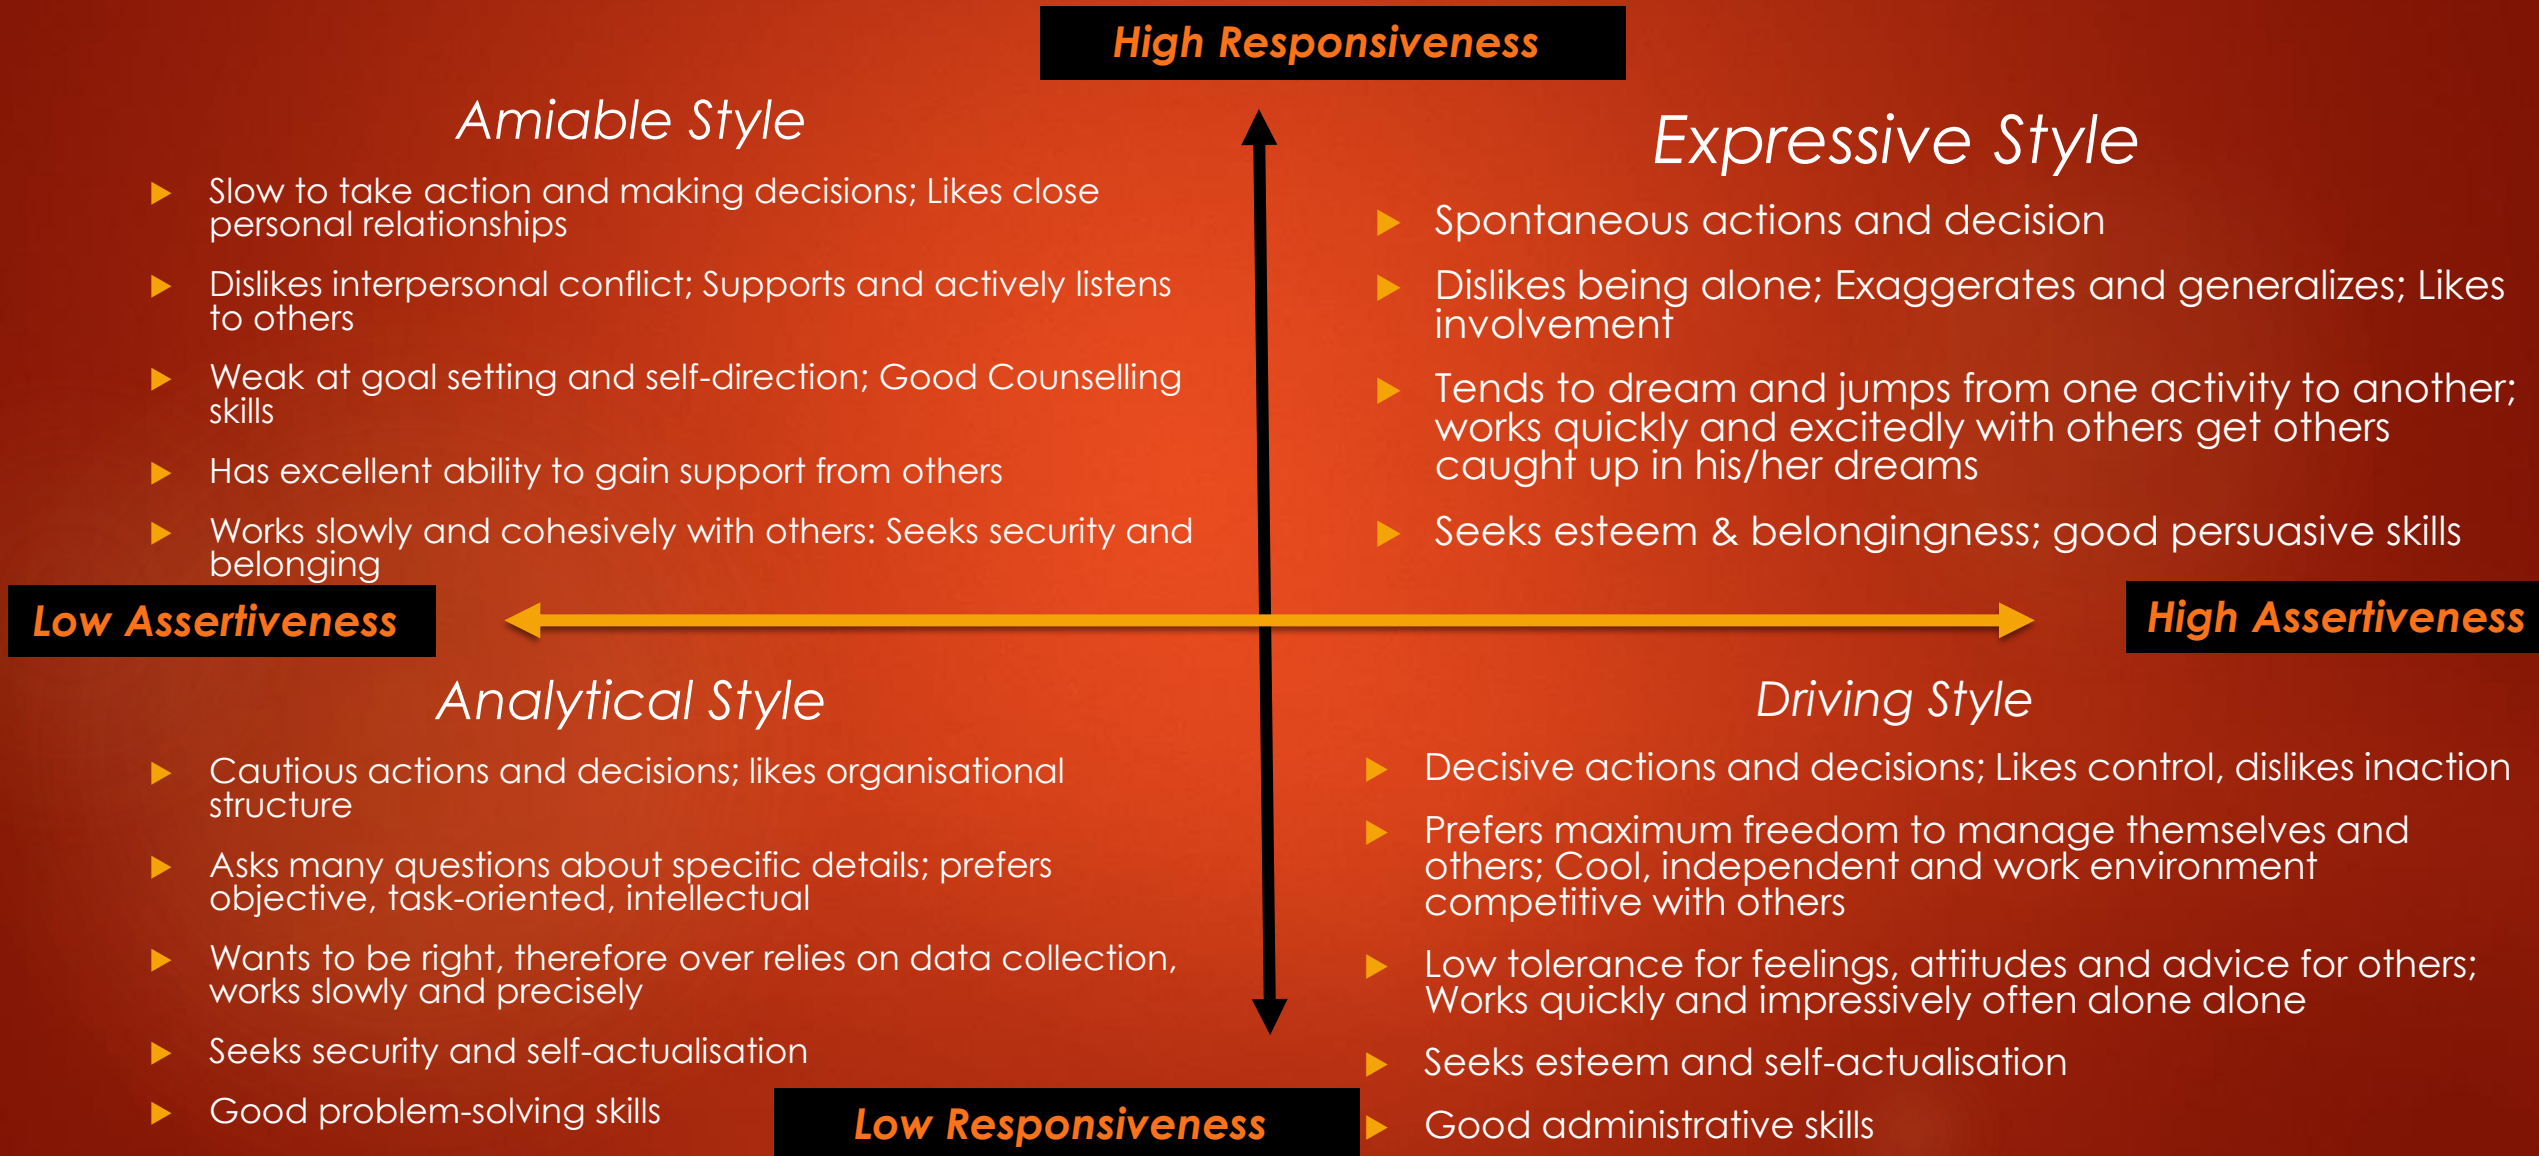 High Responsiveness
Amiable Style
Slow to take action and making decisions; Likes close
personal relationships
Dislikes interpersonal conflict; Supports and actively listens
to others
Weak at goal setting and self-direction; Good Counselling
skills
Has excellent ability to gain support from others
Works slowly and cohesively with others: Seeks security and
belonging
Expressive Style
Spontaneous actions and decision
Dislikes being alone; Exaggerates and generalizes; Likes
involvement
Tends to dream and jumps from one activity to another;
works quickly and excitedly with others get others
caught up in his/her dreams
Seeks esteem & belongingness; good persuasive skills
Low Assertiveness
High Assertiveness
Analytical Style
Cautious actions and decisions; likes organisational
structure
Asks many questions about specific details; prefers
objective, task-oriented, intellectual
Wants to be right, therefore over relies on data collection,
works slowly and precisely
Seeks security and self-actualisation
Good problem-solving skills
Driving Style
Decisive actions and decisions; Likes control, dislikes inaction
Prefers maximum freedom to manage themselves and
others; Cool, independent and work environment
competitive with others
Low tolerance for feelings, attitudes and advice for others;
Works quickly and impressively often alone alone
Seeks esteem and self-actualisation
Good administrative skills
Low Responsiveness